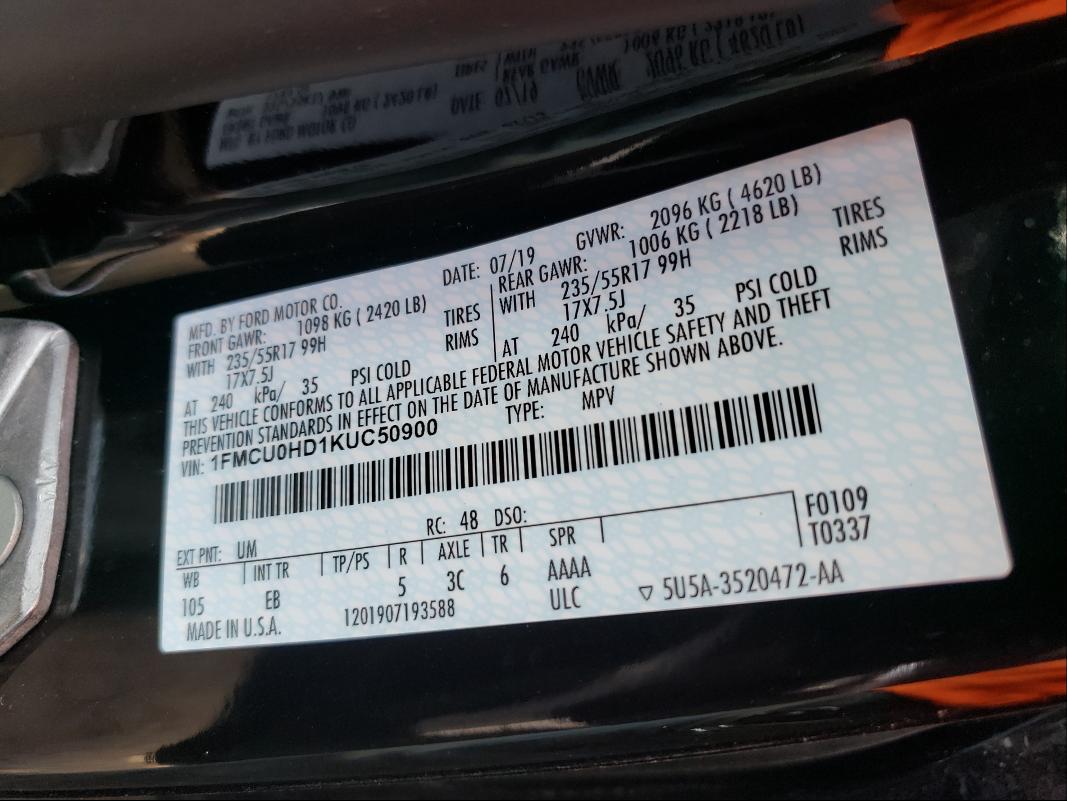 MFD. BY FORD MOTOR CO. DATE: 07/19 GVWR: 2096 KG ( 4620 LB)
FRONT GAWR: 1098 KG ( 2420 LB) REAR GAWR: 1006 KG ( 2218 LB)
WITH 235/55R17 99H TIRES WITH 235/55R17 99H TIRES
17X7.5J RIMS 17X7.5J RIMS
AT 240 kPa/ 35 PSI COLD AT 240 kPa/ 35 PSI COLD
THIS VEHICLE CONFORMS TO ALL APPLICABLE FEDERAL MOTOR VEHICLE SAFETY AND THEFT
PREVENTION STANDARDS IN EFFECT ON THE DATE OF MANUFACTURE SHOWN ABOVE.
VIN: 1FMCU0HD1KUC50900 TYPE: MPV
EXT PNT: UM RC: 48 DSO: F0109
WB INT TR TP/PS R AXLE TR SPR T0337
105 EB 5 3C 6 AAAA
MADE IN U.S.A. 1201907193588 ULC ▽ 5U5A-3520472-AA